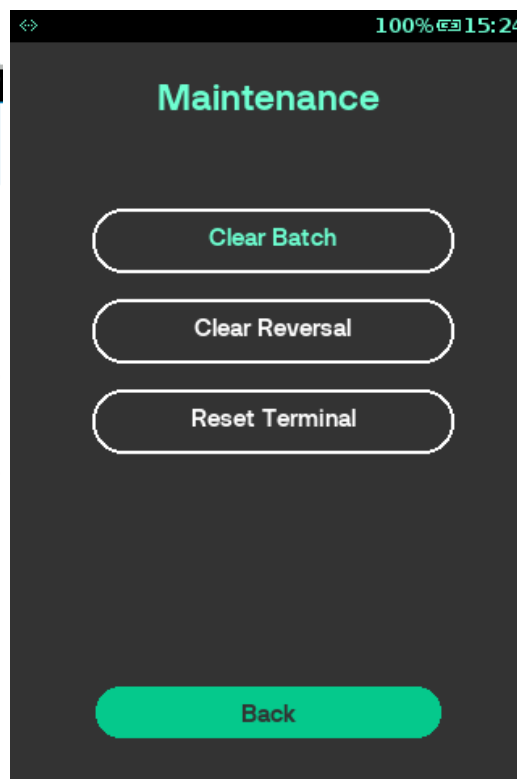 100% 15:24
Maintenance
Clear Batch
Clear Reversal
Reset Terminal
Back